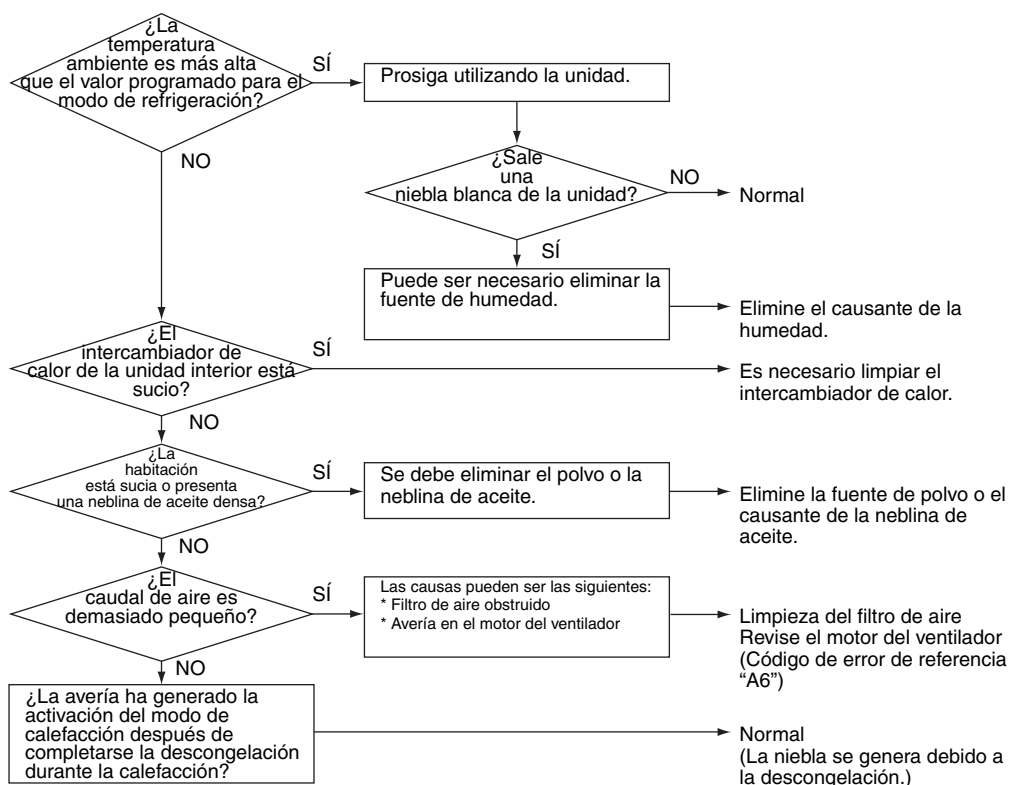 ¿La
temperatura
ambiente es más alta
que el valor programado para el
modo de refrigeración?
SÍ
Prosiga utilizando la unidad.
NO
¿Sale
una
niebla blanca de la unidad?
NO
Normal
SÍ
Puede ser necesario eliminar la
fuente de humedad.
Elimine el causante de la
humedad.
¿El
intercambiador de
calor de la unidad interior está
sucio?
SÍ
Es necesario limpiar el
intercambiador de calor.
NO
¿La
habitación
está sucia o presenta
una neblina de aceite densa?
SÍ
Se debe eliminar el polvo o la
neblina de aceite.
Elimine la fuente de polvo o el
causante de la neblina de
aceite.
NO
¿El
caudal de aire es
demasiado pequeño?
SÍ
Las causas pueden ser las siguientes:
* Filtro de aire obstruido
* Avería en el motor del ventilador
Limpieza del filtro de aire
Revise el motor del ventilador
(Código de error de referencia
“A6”)
NO
¿La avería ha generado la
activación del modo de
calefacción después de
completarse la descongelación
durante la calefacción?
Normal
(La niebla se genera debido a
la descongelación.)